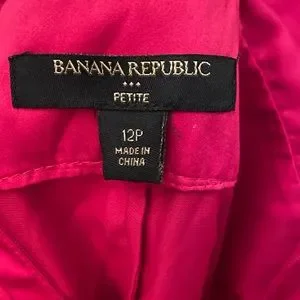 BANANA REPUBLIC
PETITE
12P
MADE IN
CHINA